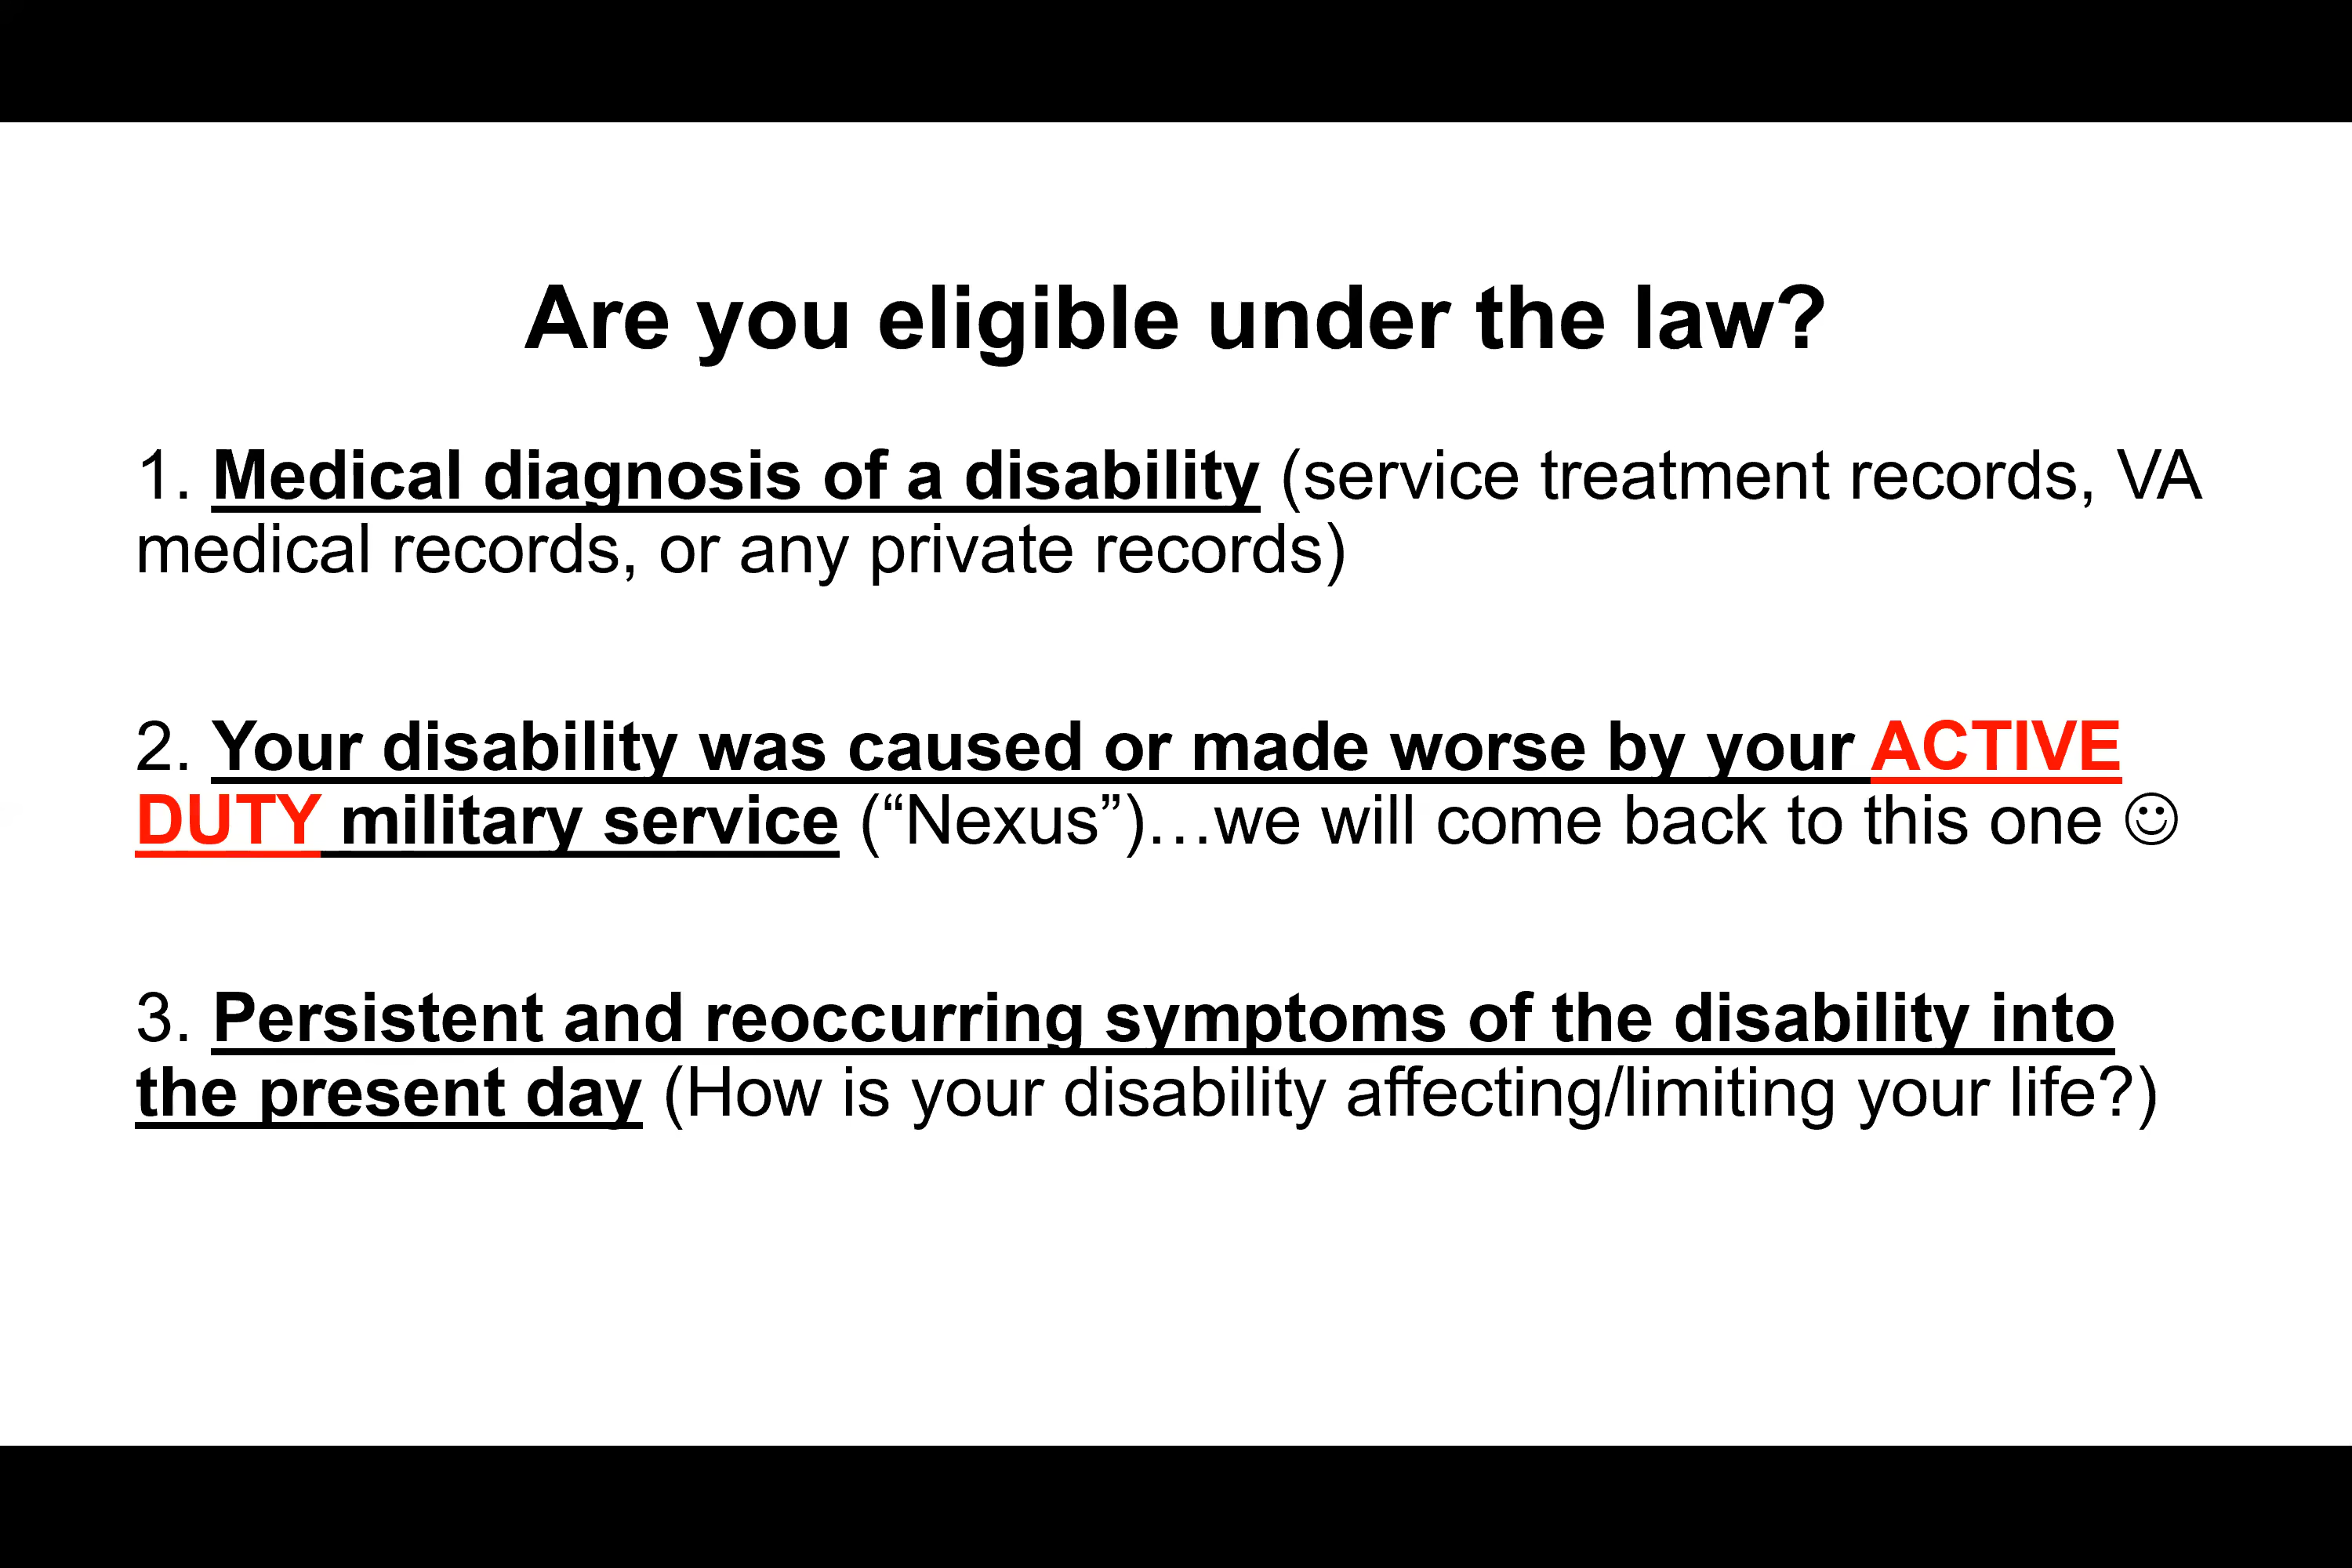 Are you eligible under the law?
1. Medical diagnosis of a disability (service treatment records, VA
medical records, or any private records)
2. Your disability was caused or made worse by your ACTIVE
DUTY military service (“Nexus”)…we will come back to this one ☺
3. Persistent and reoccurring symptoms of the disability into
the present day (How is your disability affecting/limiting your life?)